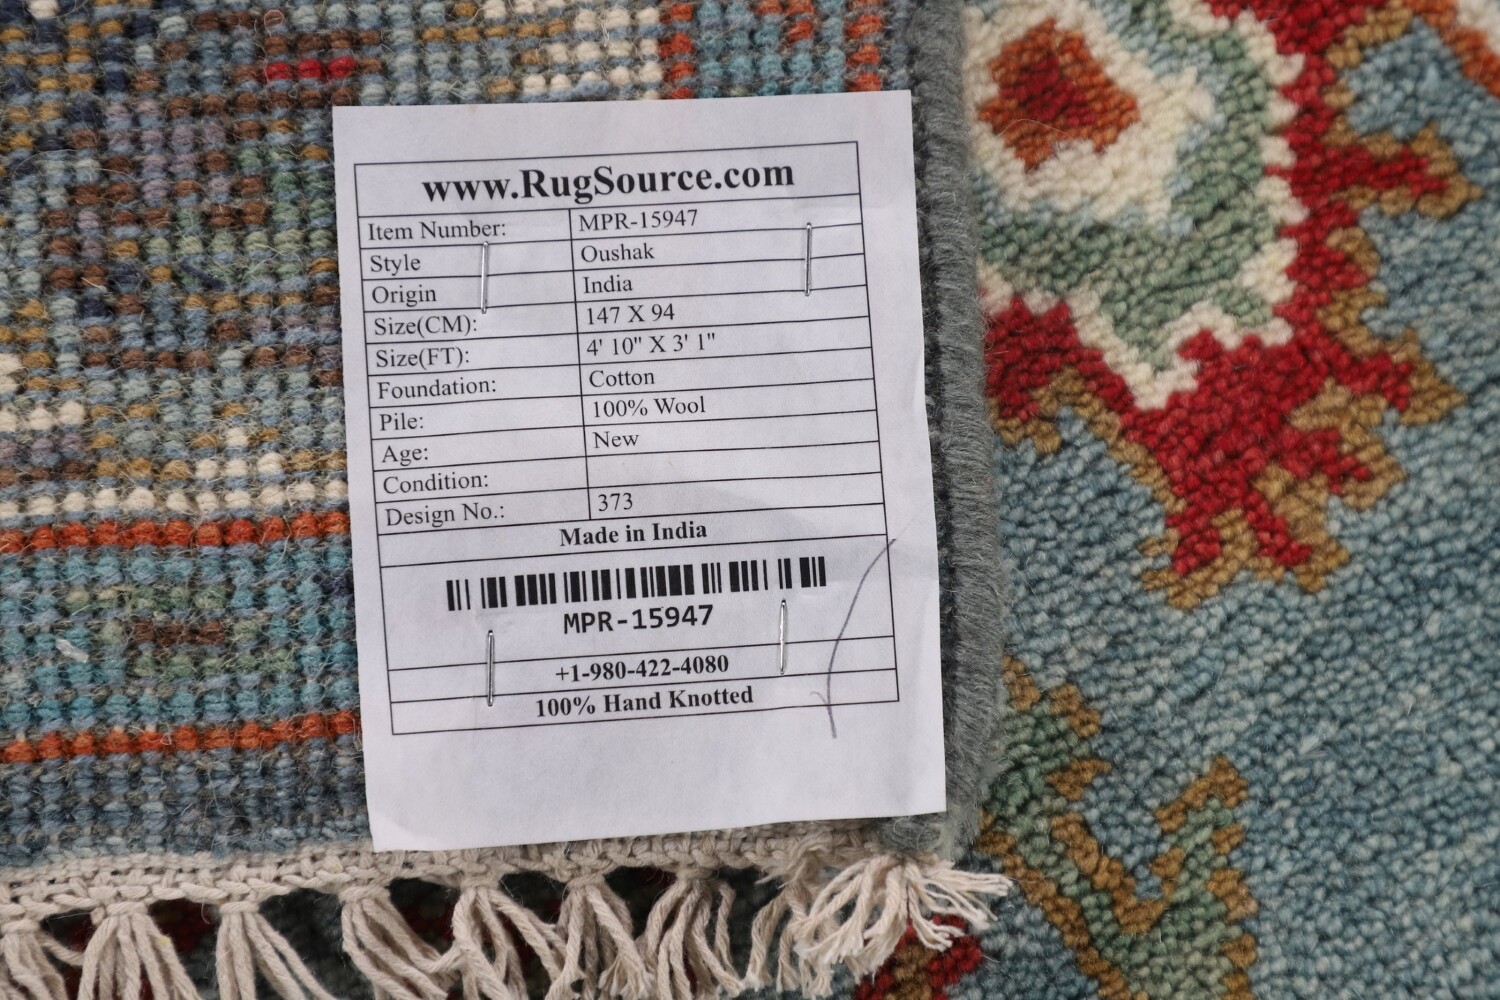 www.RugSource.com
Item Number: MPR-15947
Style Oushak
Origin India
Size(CM): 147 X 94
Size(FT): 4' 10" X 3' 1"
Foundation: Cotton
Pile: 100% Wool
Age: New
Condition:
Design No.: 373
Made in India
MPR-15947
+1-980-422-4080
100% Hand Knotted